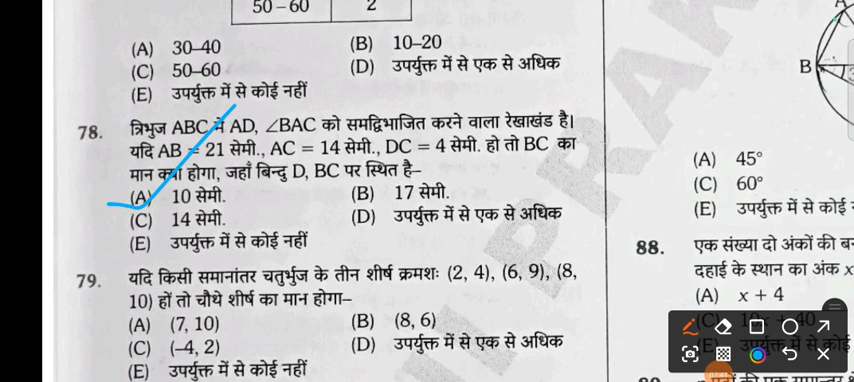 50-60 2
(A) 30-40 (B) 10-20
(C) 50-60 (D) उपर्युक्त में से एक से अधिक
(E) उपर्युक्त में से कोई नहीं
78. त्रिभुज ABC में AD, ∠BAC को समद्विभाजित करने वाला रेखाखंड है।
यदि AB = 21 सेमी., AC = 14 सेमी., DC = 4 सेमी. हो तो BC का
मान क्या होगा, जहाँ बिन्दु D, BC पर स्थित है-
(A) 10 सेमी. (B) 17 सेमी.
(C) 14 सेमी. (D) उपर्युक्त में से एक से अधिक
(E) उपर्युक्त में से कोई नहीं
79. यदि किसी समानांतर चतुर्भुज के तीन शीर्ष क्रमशः (2, 4), (6, 9), (8,
10) हों तो चौथे शीर्ष का मान होगा-
(A) (7, 10) (B) (8, 6)
(C) (-4, 2) (D) उपर्युक्त में से एक से अधिक
(E) उपर्युक्त में से कोई नहीं
B
(A) 45°
(C) 60°
(E) उपर्युक्त में से कोई
88. एक संख्या दो अंकों की
दहाई के स्थान का अंक x
(A) x + 4
(E) उपर्युक्त में से कोई